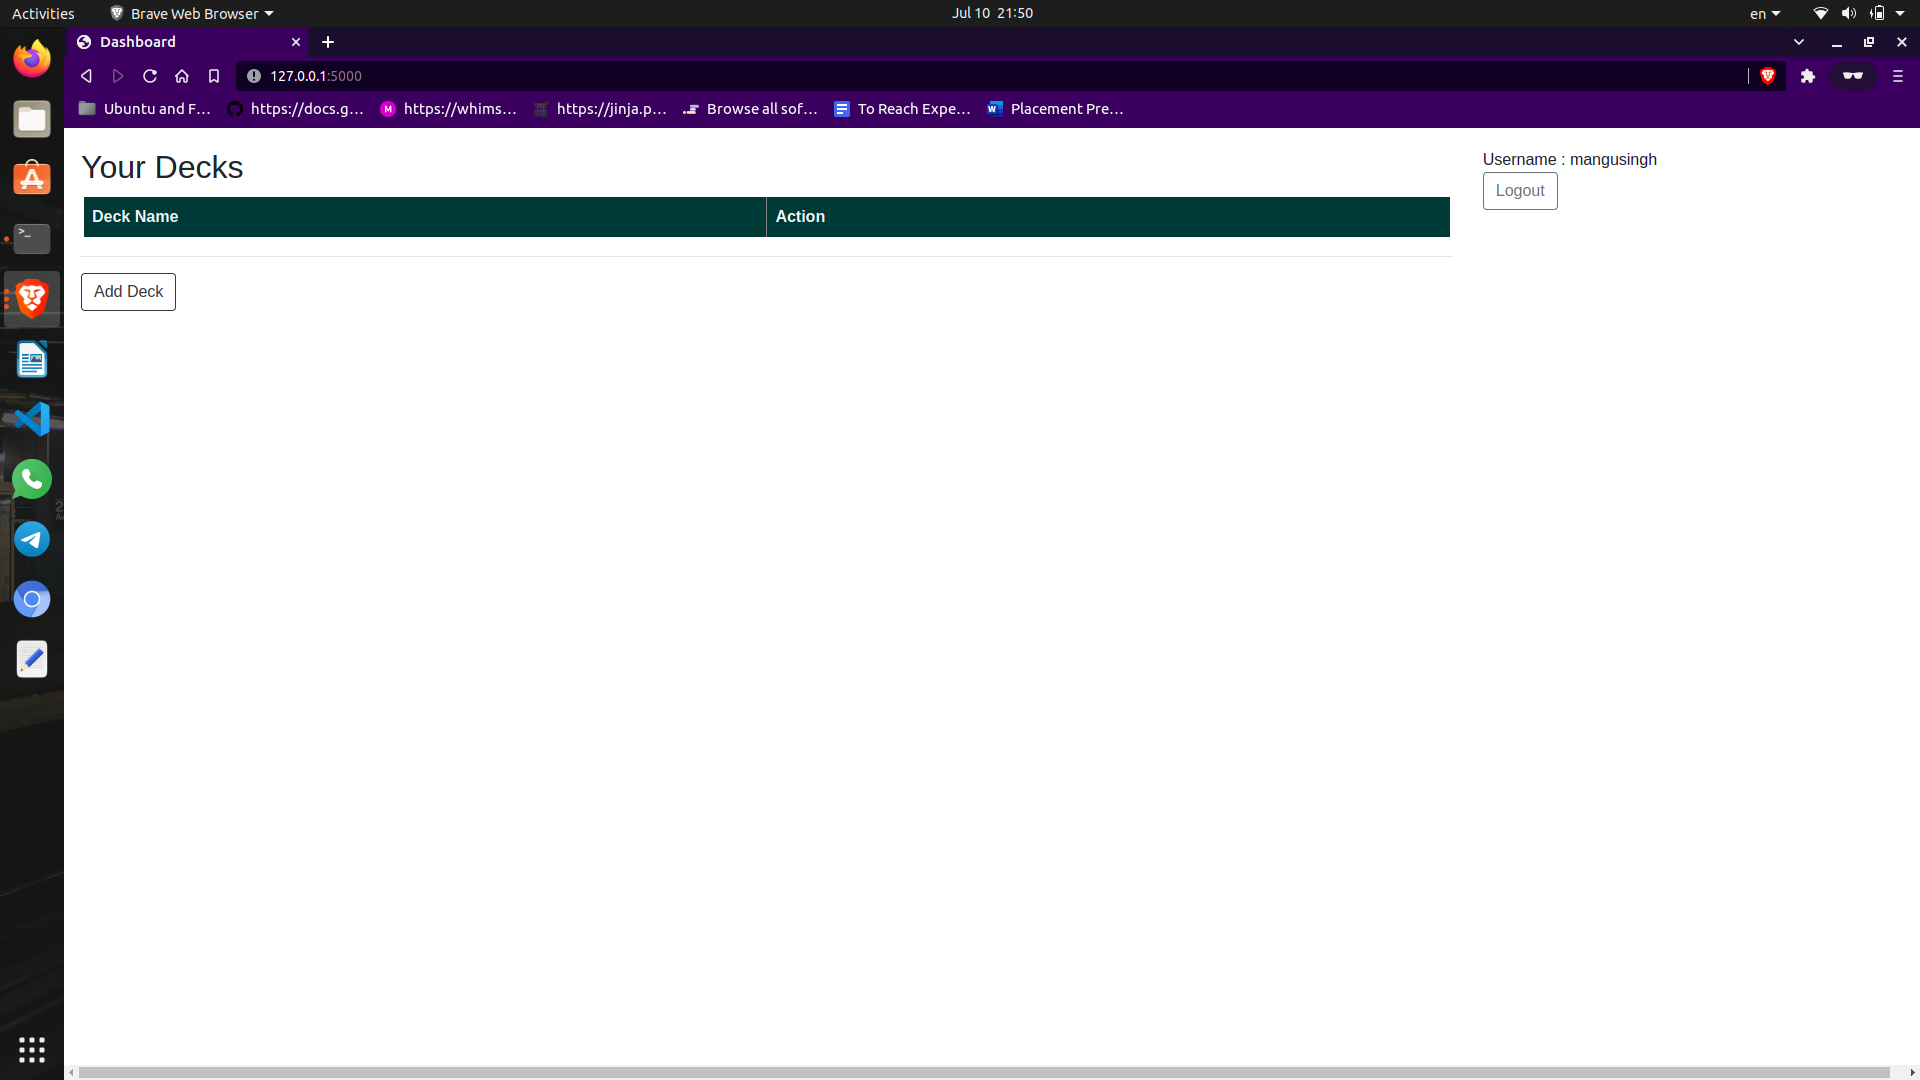 Activities
Brave Web Browser
Jul 10 21:50
en
Dashboard
127.0.0.1:5000
Ubuntu and F…
https://docs.g…
https://whims…
https://jinja.p…
Browse all sof…
To Reach Expe…
Placement Pre…
Your Decks
Username : mangusingh
Logout
Deck Name
Action
Add Deck